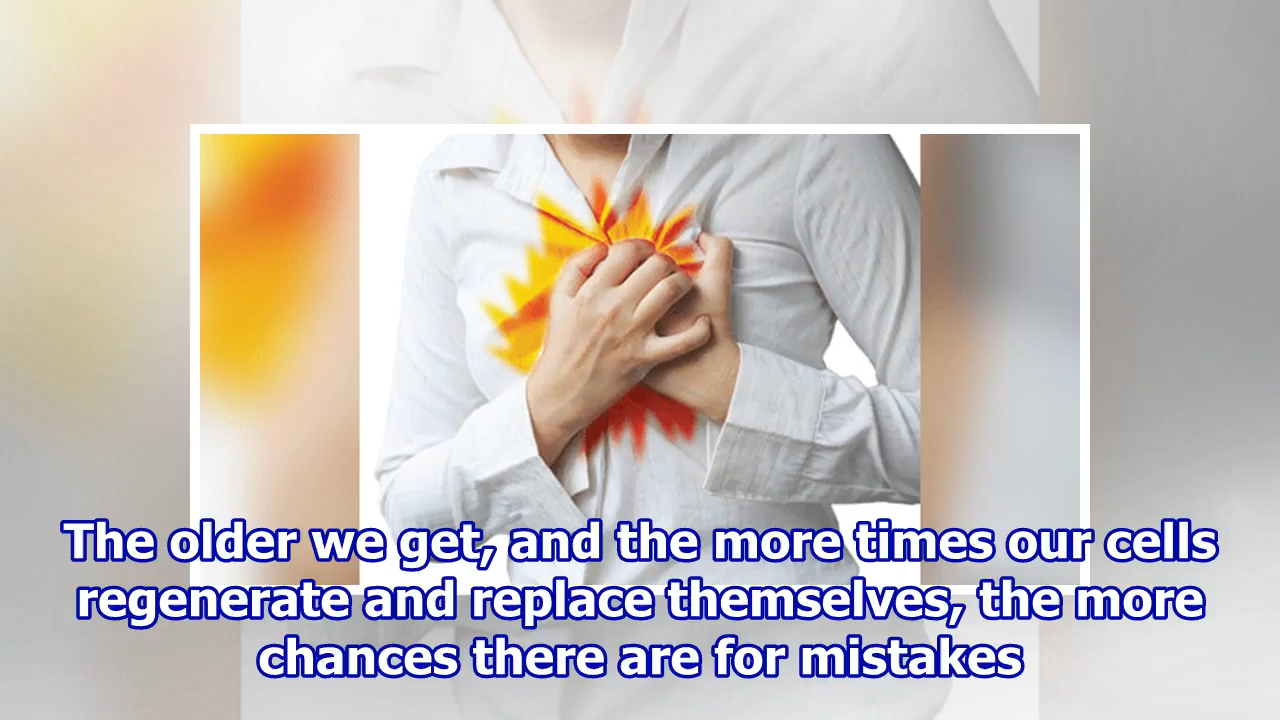 The older we get, and the more times our cells
regenerate and replace themselves, the more
chances there are for mistakes